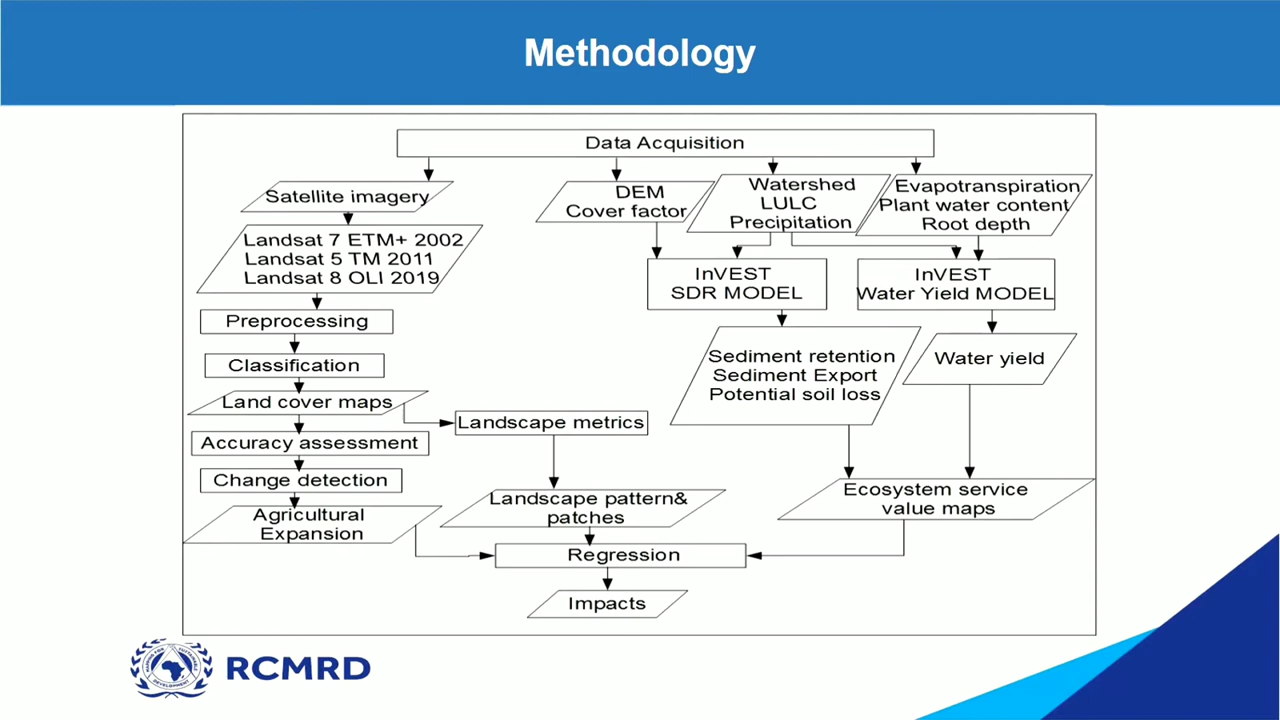 Methodology
Data Acquisition
Satellite imagery
DEM
Cover factor
Watershed
LULC
Precipitation
Evapotranspiration
Plant water content
Root depth
Landsat 7 ETM+ 2002
Landsat 5 TM 2011
Landsat 8 OLI 2019
InVEST
SDR MODEL
InVEST
Water Yield MODEL
Preprocessing
Classification
Land cover maps
Accuracy assessment
Change detection
Agricultural
Expansion
Landscape metrics
Landscape pattern&
patches
Sediment retention
Sediment Export
Potential soil loss
Water yield
Ecosystem service
value maps
Regression
Impacts
RCMRD